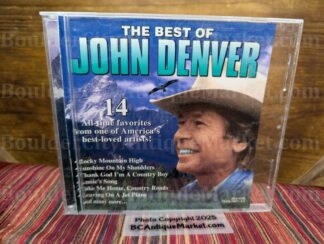 THE BEST OF
JOHN DENVER
14
All-Time favorites
from one of America's
best-loved artists!
Rocky Mountain High
Sunshine On My Shoulders
Thank God I'm A Country Boy
Annie's Song
Take Me Home, Country Roads
Leaving On A Jet Plane
and many more...
Photo Copyright 2025
BCAntiqueMarket.com